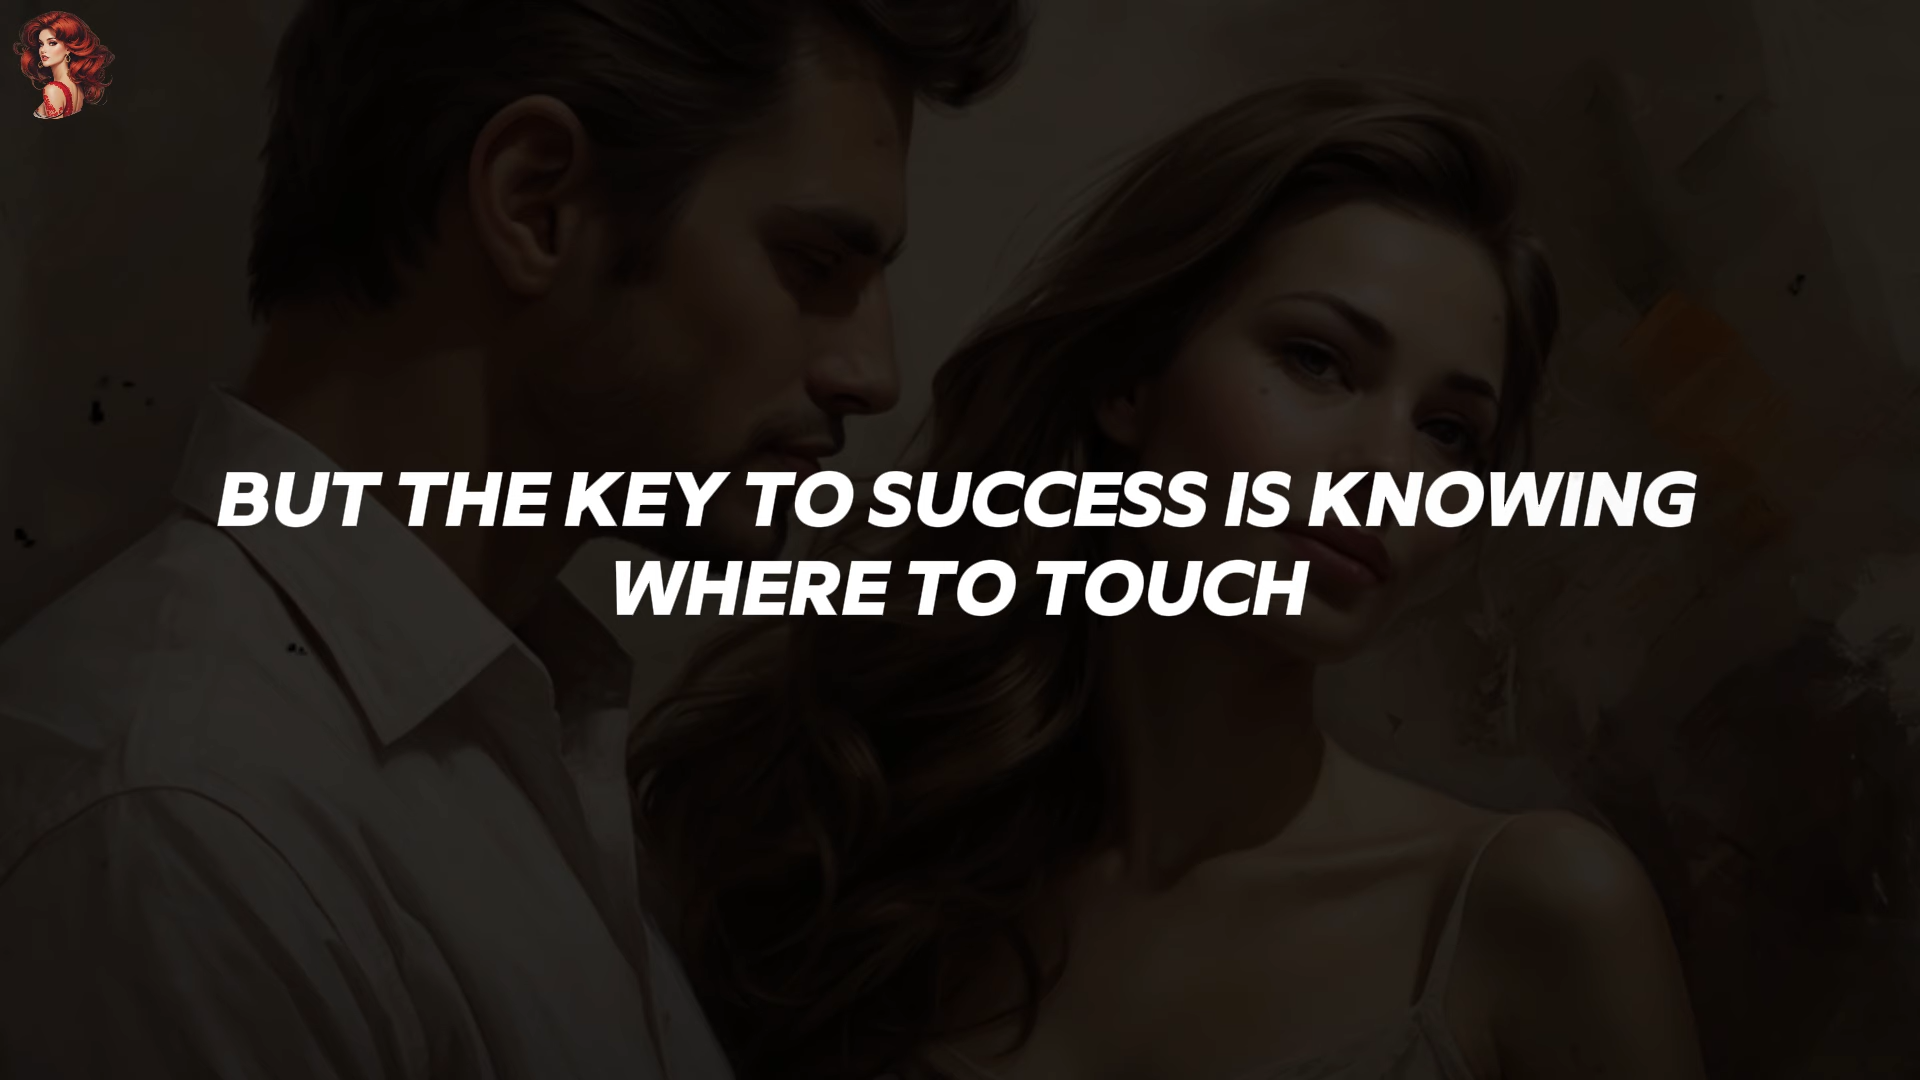 BUT THE KEY TO SUCCESS IS KNOWING
WHERE TO TOUCH